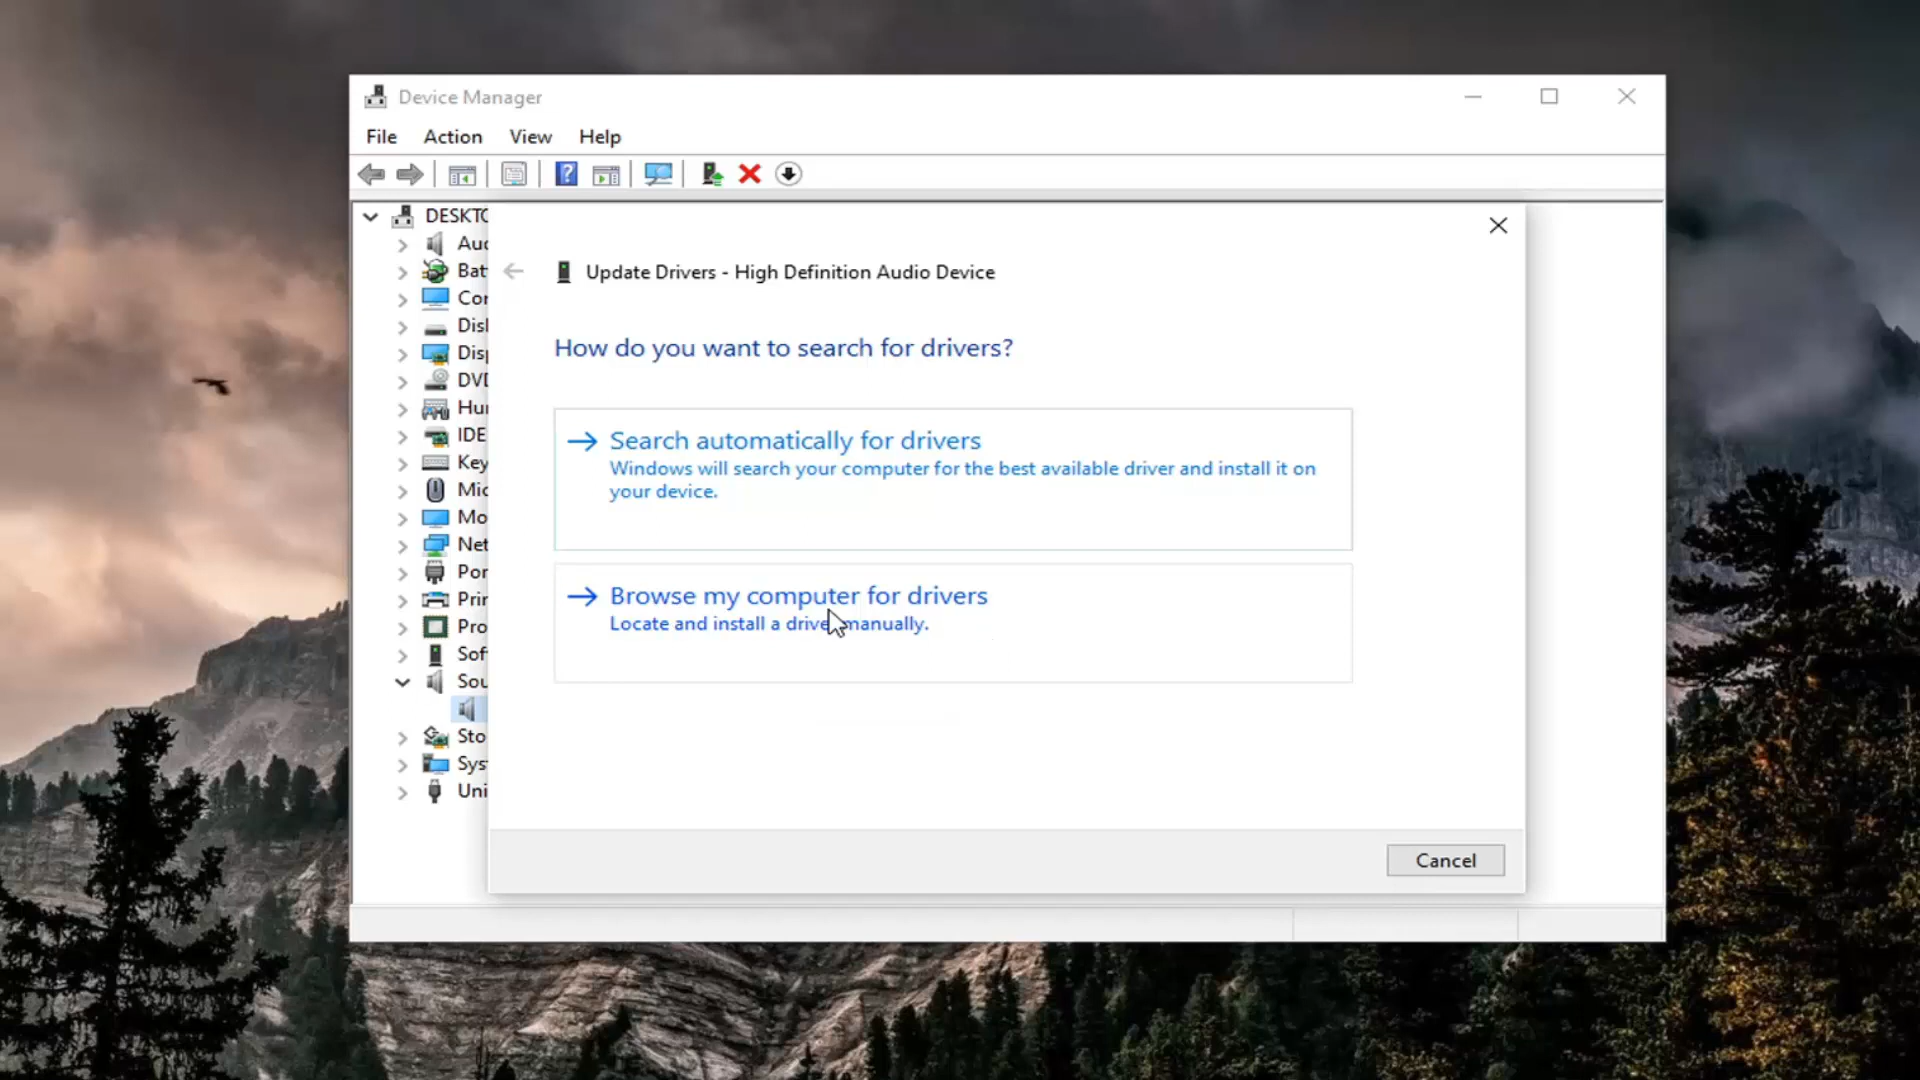 Device Manager
File Action View Help
DESKTO
Aud
Bat
Cor
Disk
Disp
DVD
Hur
IDE
Key
Mic
Mo
Net
Por
Prin
Pro
Soft
Sou
Sto
Syst
Uni
Update Drivers - High Definition Audio Device
How do you want to search for drivers?
Search automatically for drivers
Windows will search your computer for the best available driver and install it on
your device.
Browse my computer for drivers
Locate and install a driver manually.
Cancel